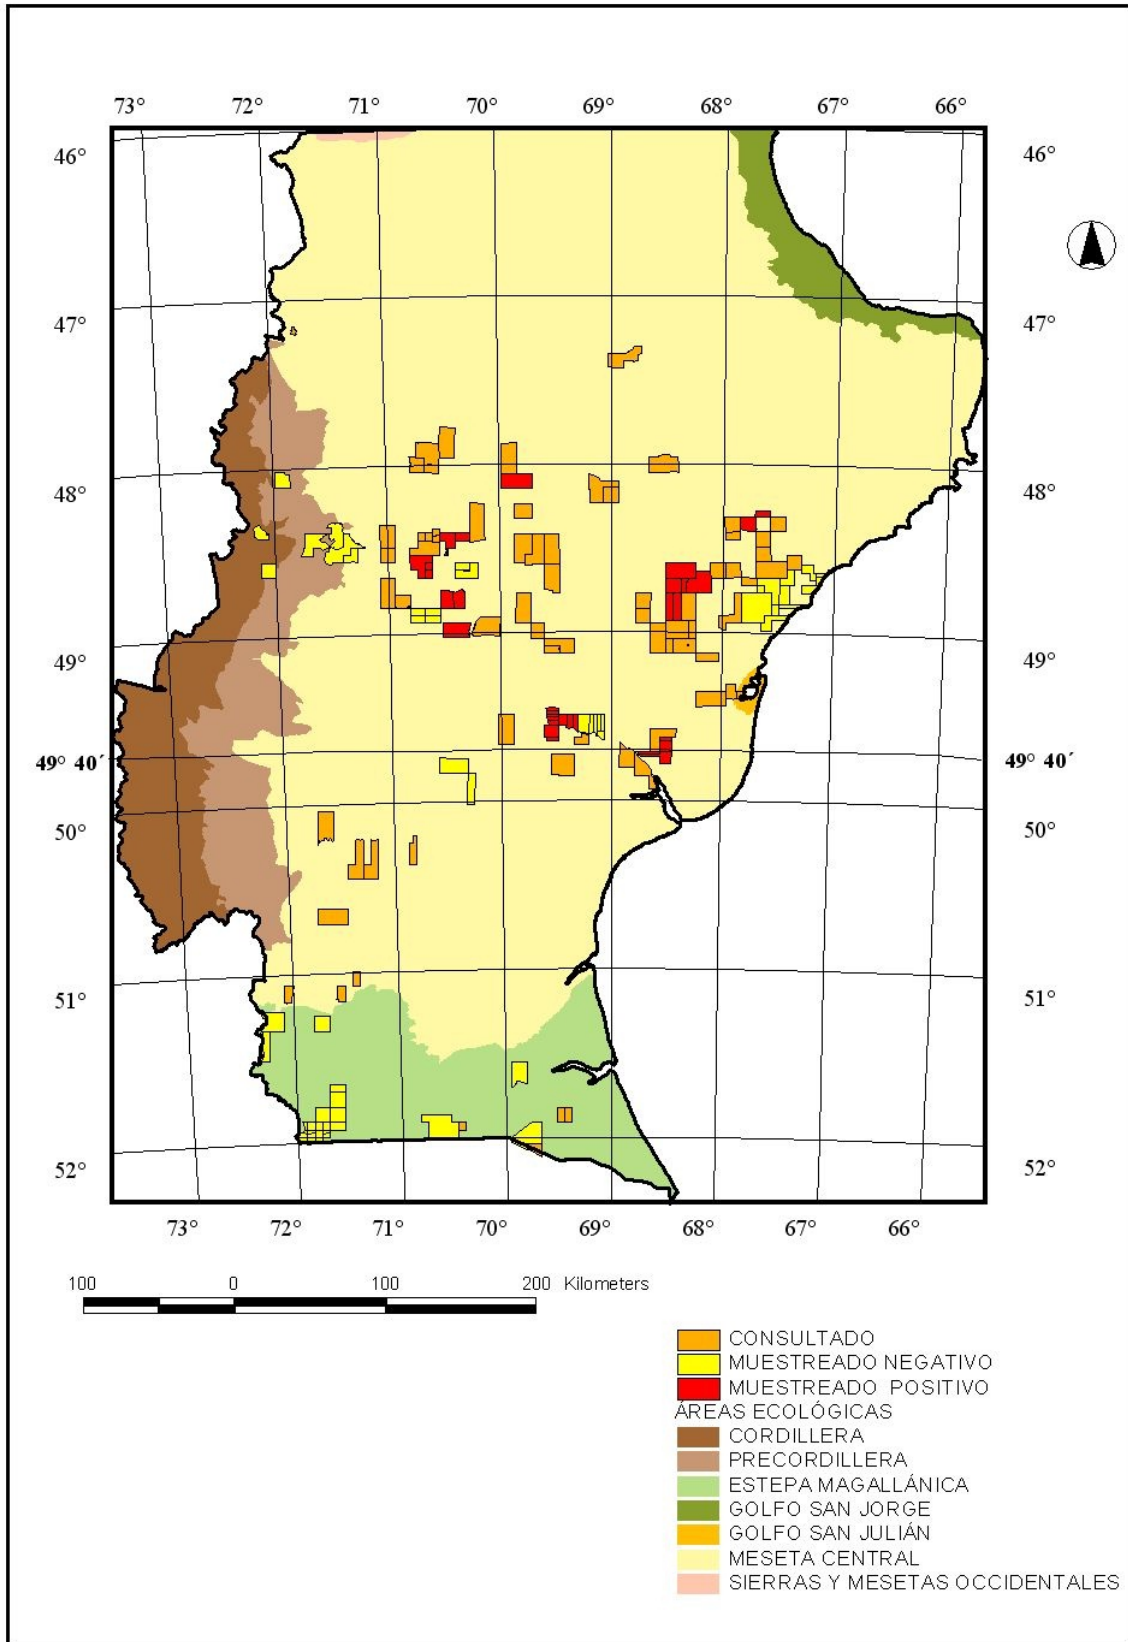 73° 72° 71° 70° 69° 68° 67° 66°
46° 46°
47° 47°
48° 48°
49° 49°
49° 40´ 49° 40´
50° 50°
51° 51°
52° 52°
73° 72° 71° 70° 69° 68° 67° 66°
100 0 100 200 Kilometers
CONSULTADO
MUESTREADO NEGATIVO
MUESTREADO POSITIVO
ÁREAS ECOLÓGICAS
CORDILLERA
PRECORDILLERA
ESTEPA MAGALLÁNICA
GOLFO SAN JORGE
GOLFO SAN JULIÁN
MESETA CENTRAL
SIERRAS Y MESETAS OCCIDENTALES